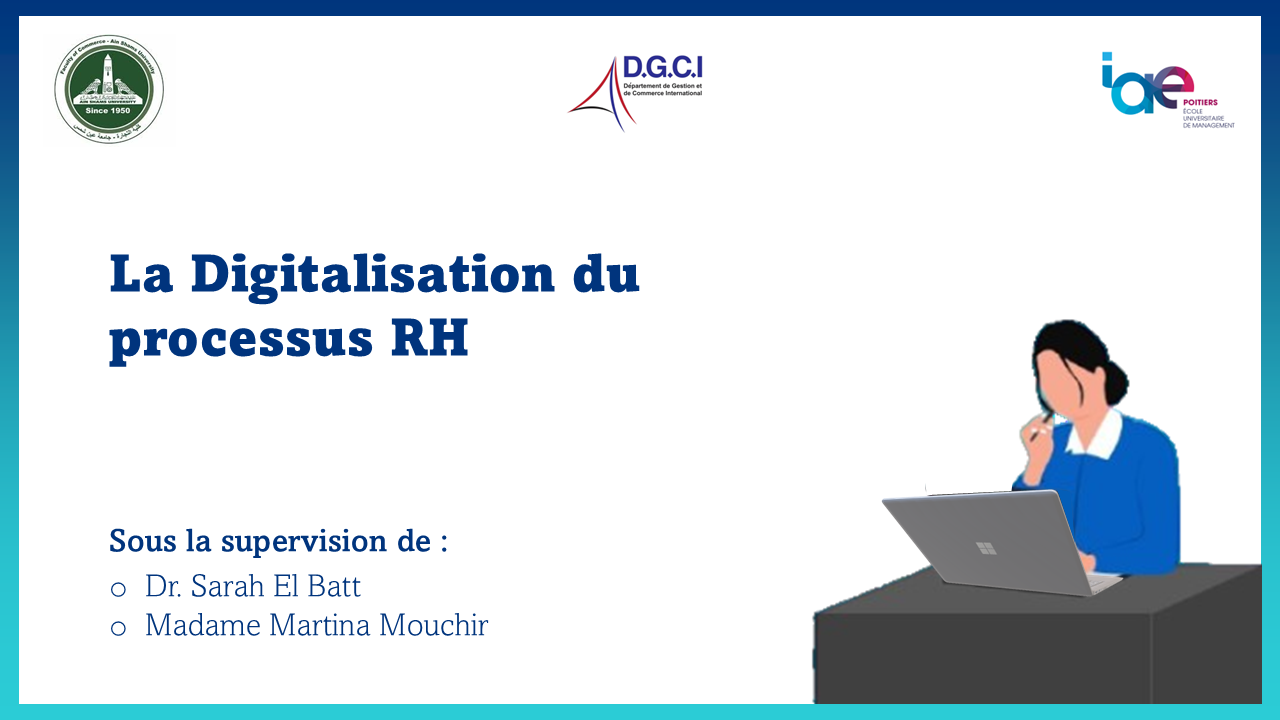 Faculty of Commerce - Ain Shams University
AIN SHAMS UNIVERSITY
Since 1950
كلية التجارة - جامعة عين شمس
D.G.C.I
Département de Gestion et
de Commerce International
iae
POITIERS
ÉCOLE
UNIVERSITAIRE
DE MANAGEMENT
La Digitalisation du
processus RH
Sous la supervision de :
o Dr. Sarah El Batt
o Madame Martina Mouchir